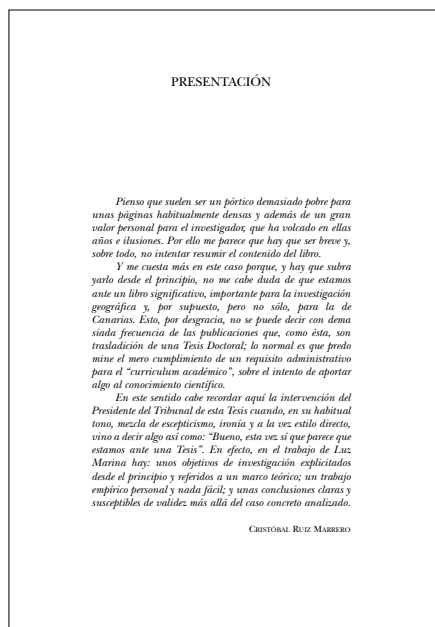 PRESENTACIÓN
Pienso que suelen ser un pórtico demasiado pobre para
unas páginas habitualmente densas y además de un gran
valor personal para el investigador, que ha volcado en ellas
años e ilusiones. Por ello me parece que hay que ser breve y,
sobre todo, no intentar resumir el contenido del libro.
Y me cuesta más en este caso porque, y hay que subra
yarlo desde el principio, no me cabe duda de que estamos
ante un libro significativo, importante para la investigación
geográfica y, por supuesto, pero no sólo, para la de
Canarias. Esto, por desgracia, no se puede decir con dema
siada frecuencia de las publicaciones que, como ésta, son
trasladición de una Tesis Doctoral; lo normal es que predo
mine el mero cumplimiento de un requisito administrativo
para el “curriculum académico”, sobre el intento de aportar
algo al conocimiento científico.
En este sentido cabe recordar aquí la intervención del
Presidente del Tribunal de esta Tesis cuando, en su habitual
tono, mezcla de escepticismo, ironía y a la vez estilo directo,
vino a decir algo así como: “Bueno, esta vez sí que parece que
estamos ante una Tesis”. En efecto, en el trabajo de Luz
Marina hay: unos objetivos de investigación explicitados
desde el principio y referidos a un marco teórico; un trabajo
empírico personal y nada fácil; y unas conclusiones claras y
susceptibles de validez más allá del caso concreto analizado.
CRISTÓBAL RUIZ MARRERO